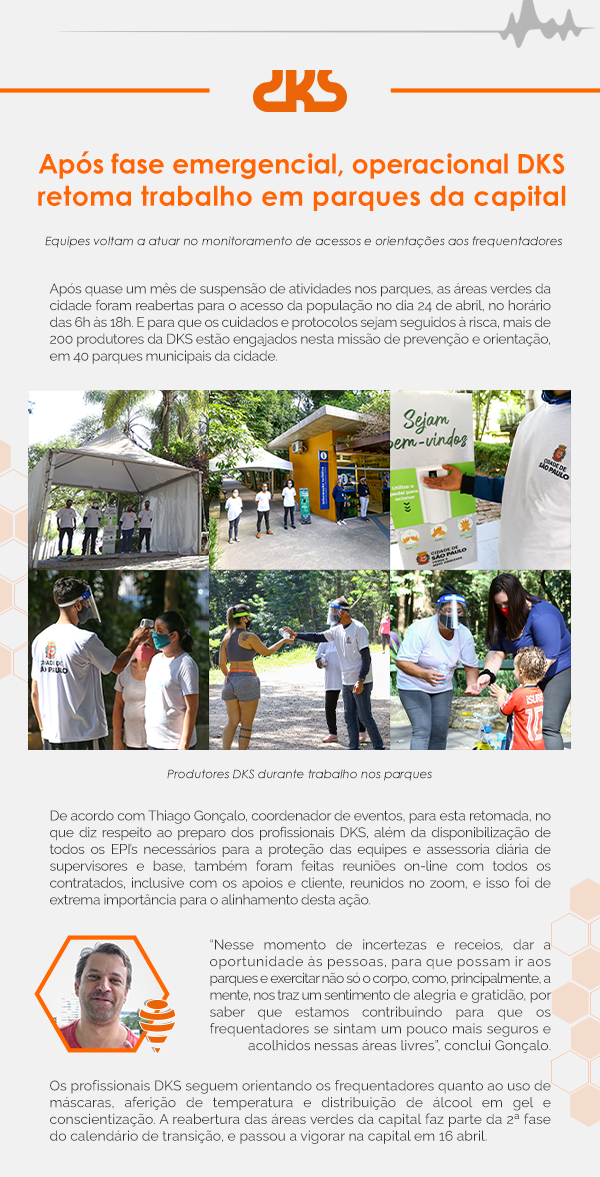 DKS
Após fase emergencial, operacional DKS
retoma trabalho em parques da capital
Equipes voltam a atuar no monitoramento de acessos e orientações aos frequentadores
Após quase um mês de suspensão de atividades nos parques, as áreas verdes da
cidade foram reabertas para o acesso da população no dia 24 de abril, no horário
das 6h às 18h. E para que os cuidados e protocolos sejam seguidos à risca, mais de
200 produtores da DKS estão engajados nesta missão de prevenção e orientação,
em 40 parques municipais da cidade.
Sejam
bem-vindos
CIDADE DE
SÃO PAULO
CIDADE DE
SÃO PAULO
CIDADE DE
SÃO PAULO
10
Produtores DKS durante trabalho nos parques
De acordo com Thiago Gonçalo, coordenador de eventos, para esta retomada, no
que diz respeito ao preparo dos profissionais DKS, além da disponibilização de
todos os EPI's necessários para a proteção das equipes e assessoria diária de
supervisores e base, também foram feitas reuniões on-line com todos os
contratados, inclusive com os apoios e cliente, reunidos no zoom, e isso foi de
extrema importância para o alinhamento desta ação.
“Nesse momento de incertezas e receios, dar a
oportunidade às pessoas, para que possam ir aos
parques e exercitar não só o corpo, como, principalmente, a
mente, nos traz um sentimento de alegria e gratidão, por
saber que estamos contribuindo para que os
frequentadores se sintam um pouco mais seguros e
acolhidos nessas áreas livres”, conclui Gonçalo.
Os profissionais DKS seguem orientando os frequentadores quanto ao uso de
máscaras, aferição de temperatura e distribuição de álcool em gel e
conscientização. A reabertura das áreas verdes da capital faz parte da 2ª fase
do calendário de transição, e passou a vigorar na capital em 16 abril.